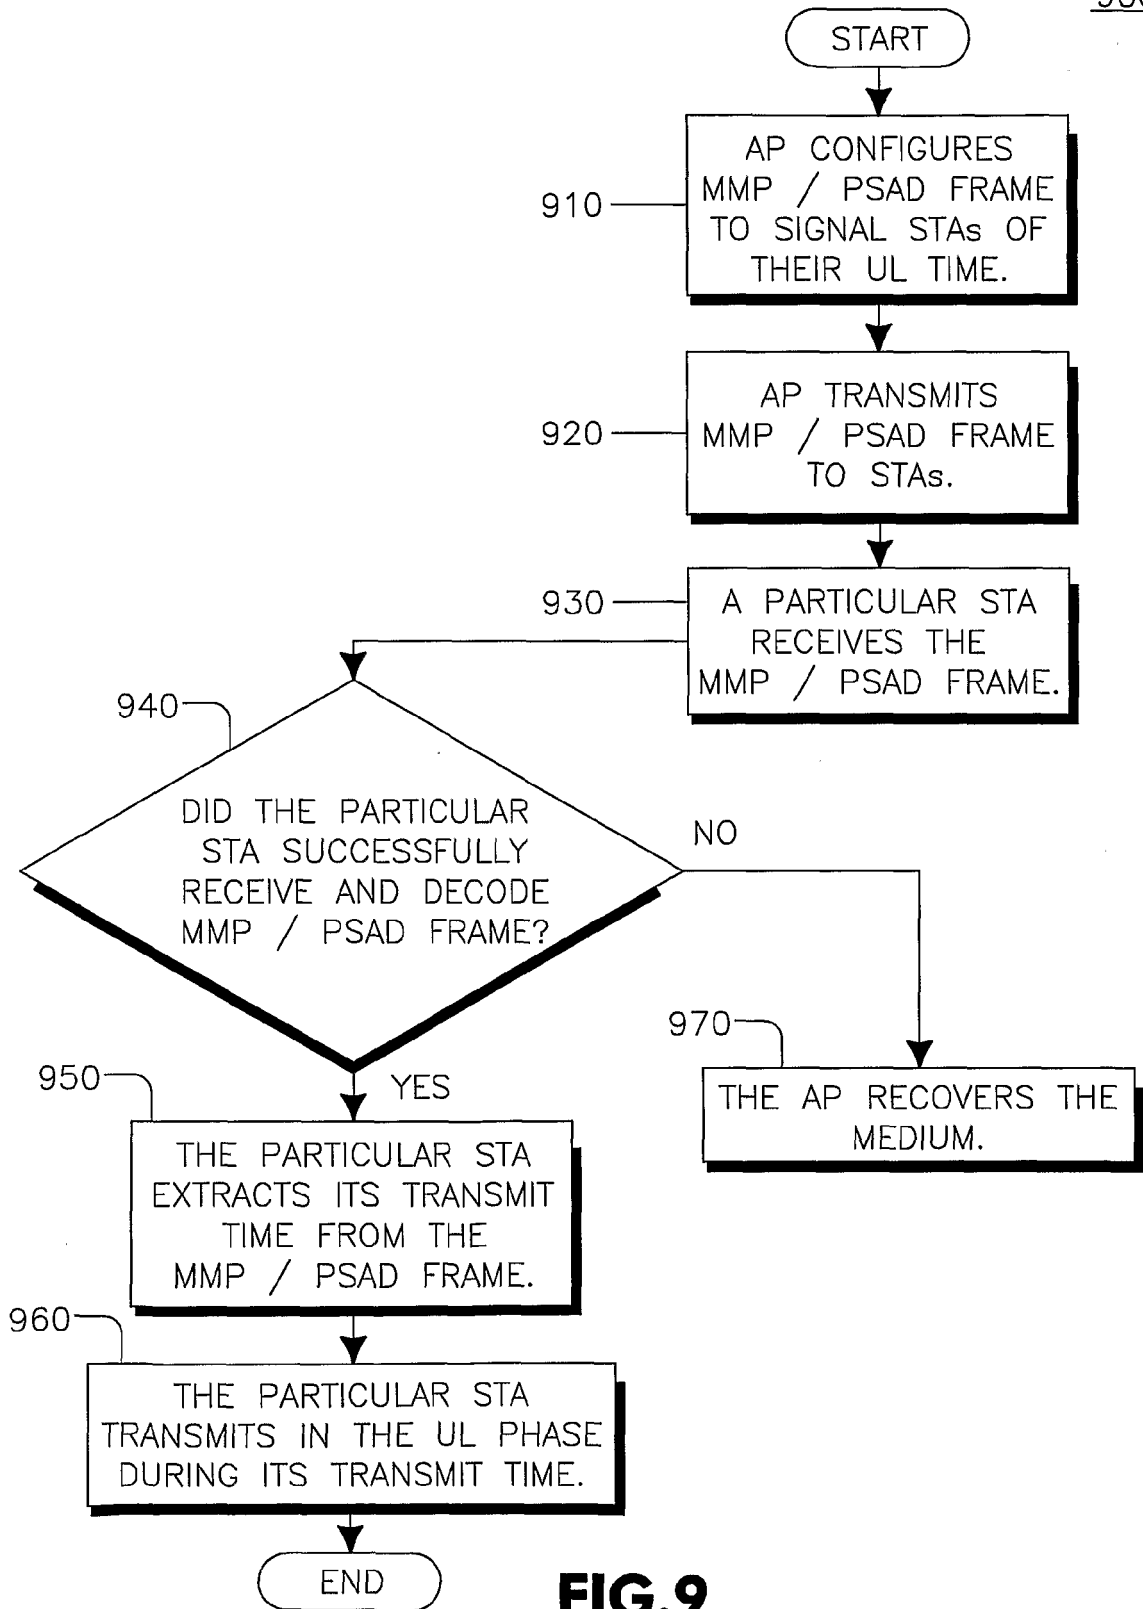 START
910
AP CONFIGURES
MMP / PSAD FRAME
TO SIGNAL STAs OF
THEIR UL TIME.
920
AP TRANSMITS
MMP / PSAD FRAME
TO STAs.
930
A PARTICULAR STA
RECEIVES THE
MMP / PSAD FRAME.
940
DID THE PARTICULAR
STA SUCCESSFULLY
RECEIVE AND DECODE
MMP / PSAD FRAME?
NO
970
THE AP RECOVERS THE
MEDIUM.
YES
950
THE PARTICULAR STA
EXTRACTS ITS TRANSMIT
TIME FROM THE
MMP / PSAD FRAME.
960
THE PARTICULAR STA
TRANSMITS IN THE UL PHASE
DURING ITS TRANSMIT TIME.
END
FIG.9